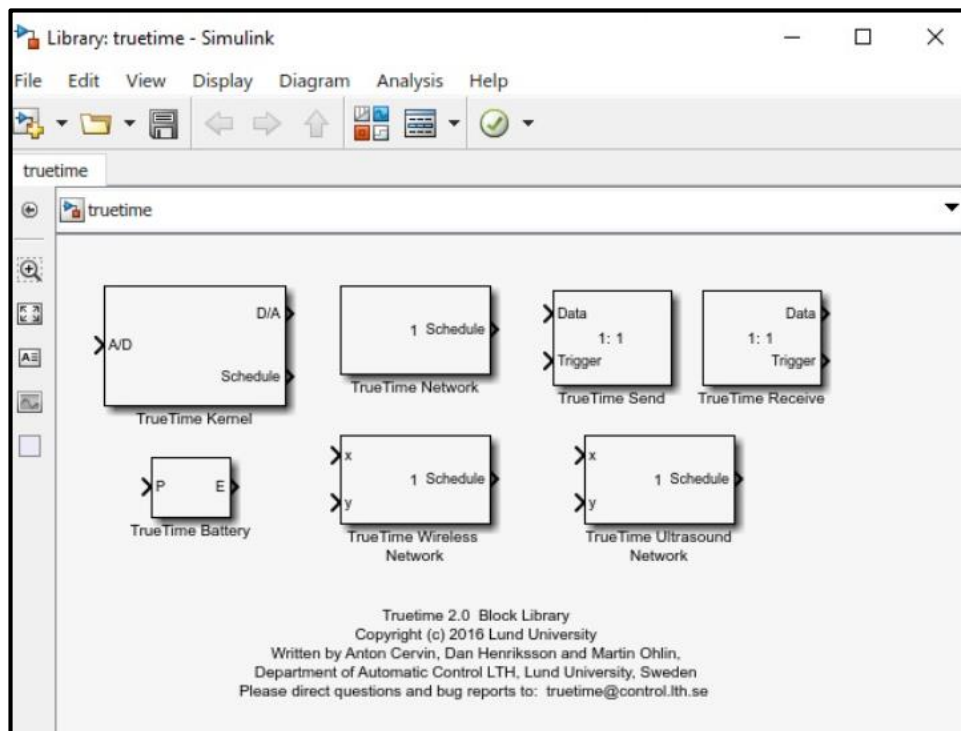 Library: truetime - Simulink
File Edit View Display Diagram Analysis Help
truetime
truetime
D/A
A/D
Schedule
TrueTime Kernel
1 Schedule
TrueTime Network
Data
1: 1
Trigger
TrueTime Send
Data
1: 1
Trigger
TrueTime Receive
P E
TrueTime Battery
x
1 Schedule
y
TrueTime Wireless
Network
x
1 Schedule
y
TrueTime Ultrasound
Network
Truetime 2.0 Block Library
Copyright (c) 2016 Lund University
Written by Anton Cervin, Dan Henriksson and Martin Ohlin,
Department of Automatic Control LTH, Lund University, Sweden
Please direct questions and bug reports to: truetime@control.lth.se